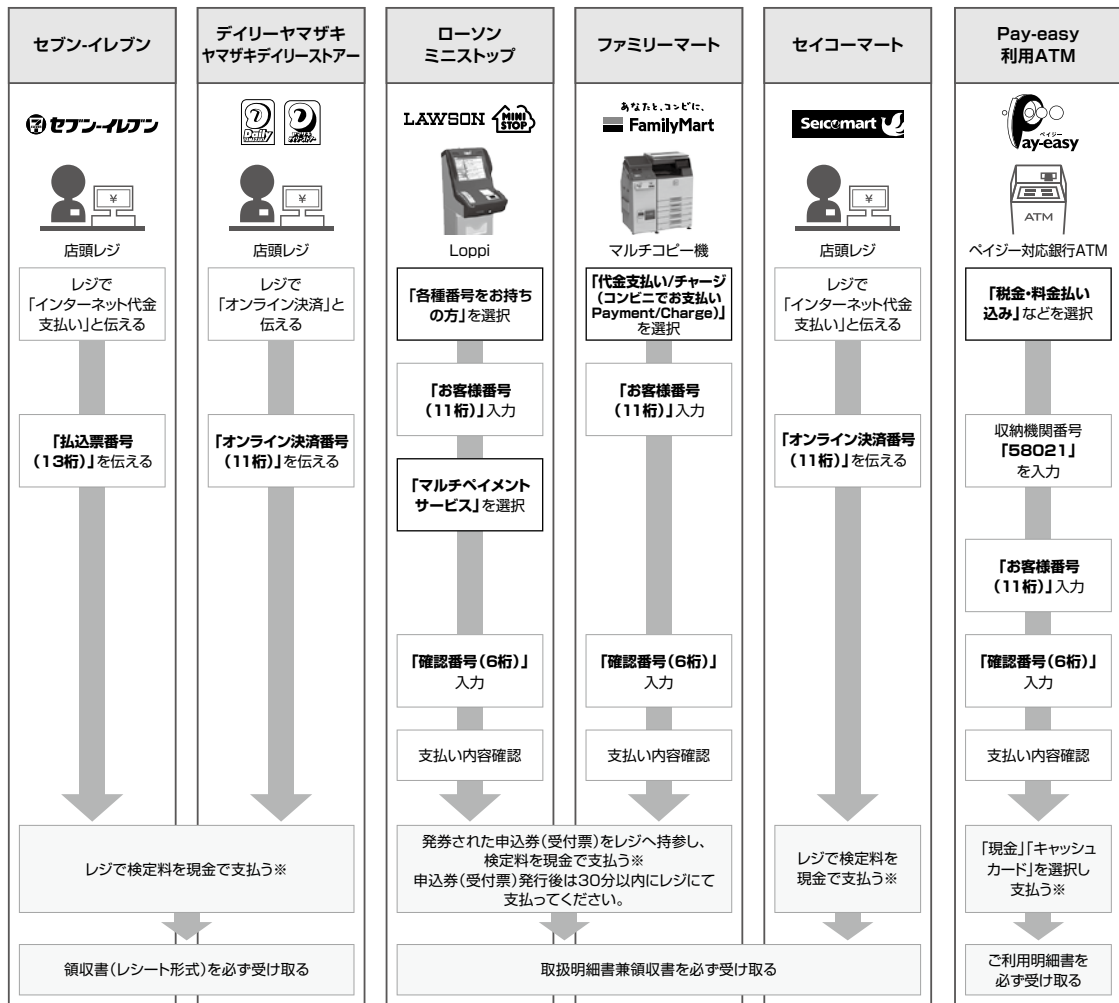 セブン-イレブン
セブン-イレブン
店頭レジ
レジで
「インターネット代金
支払い」と伝える
「払込票番号
(13桁)」を伝える
デイリーヤマザキ
ヤマザキデイリーストアー
店頭レジ
レジで
「オンライン決済」と
伝える
「オンライン決済番号
(11桁)」を伝える
レジで検定料を現金で支払う※
領収書(レシート形式)を必ず受け取る
ローソン
ミニストップ
LAWSON
MINI
STOP
Loppi
「各種番号をお持ち
の方」を選択
「お客様番号
(11桁)」入力
「マルチペイメント
サービス」を選択
「確認番号(6桁)」
入力
支払い内容確認
ファミリーマート
あなたと、コンビに、
FamilyMart
マルチコピー機
「代金支払い/チャージ
(コンビニでお支払い
Payment/Charge)」
を選択
「お客様番号
(11桁)」入力
「確認番号(6桁)」
入力
支払い内容確認
発券された申込券(受付票)をレジへ持参し、
検定料を現金で支払う※
申込券(受付票)発行後は30分以内にレジにて
支払ってください。
セイコーマート
Seicomart
店頭レジ
レジで
「インターネット代金
支払い」と伝える
「オンライン決済番号
(11桁)」を伝える
レジで検定料を
現金で支払う※
取扱明細書兼領収書を必ず受け取る
Pay-easy
利用ATM
ペイジー
Pay-easy
ATM
ペイジー対応銀行ATM
「税金・料金払い
込み」などを選択
収納機関番号
「58021」
を入力
「お客様番号
(11桁)」入力
「確認番号(6桁)」
入力
支払い内容確認
「現金」「キャッシュ
カード」を選択し
支払う※
ご利用明細書を
必ず受け取る